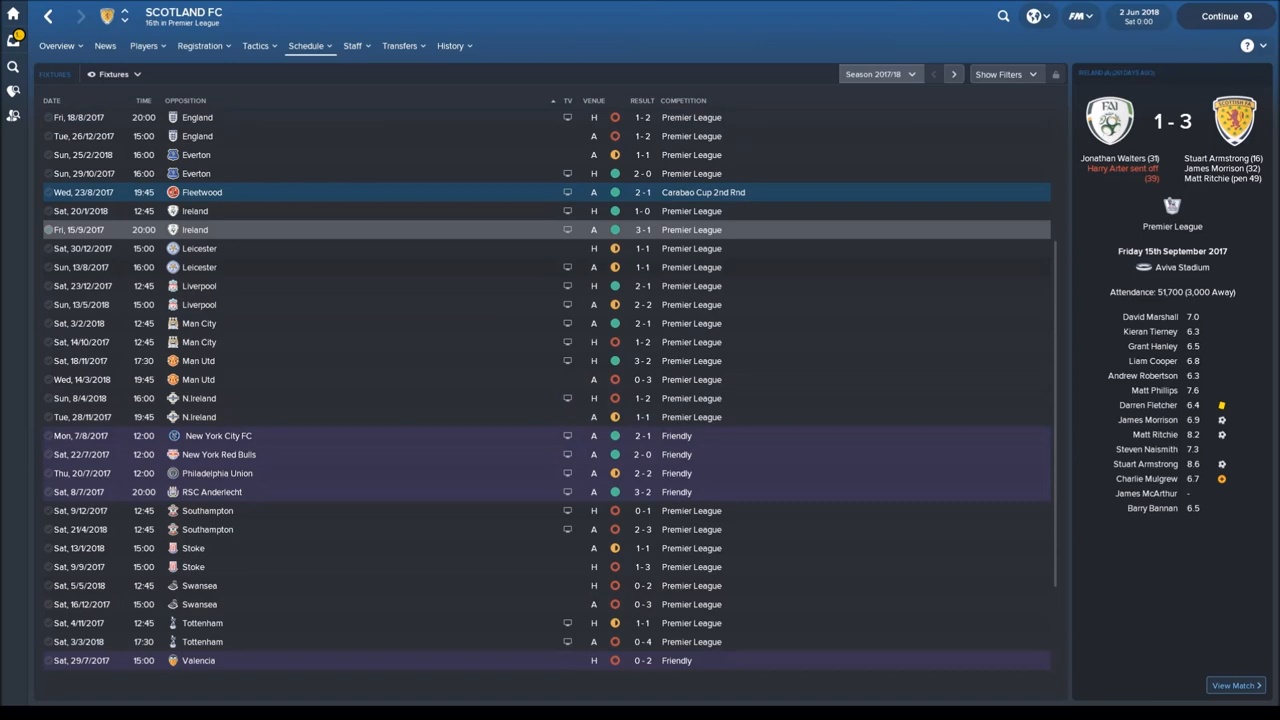 SCOTLAND FC
16th in Premier League
FM
2 Jun 2018
Sat 0:00
Continue
Overview News Players Registration Tactics Schedule Staff Transfers History
FIXTURES Fixtures Season 2017/18 Show Filters
DATE TIME OPPOSITION TV VENUE RESULT COMPETITION
Fri, 18/8/2017 20:00 England H 1-2 Premier League
Tue, 26/12/2017 15:00 England A 1-2 Premier League
Sun, 25/2/2018 16:00 Everton A 1-1 Premier League
Sun, 29/10/2017 16:00 Everton H 2-0 Premier League
Wed, 23/8/2017 19:45 Fleetwood A 2-1 Carabao Cup 2nd Rnd
Sat, 20/1/2018 12:45 Ireland H 1-0 Premier League
Fri, 15/9/2017 20:00 Ireland A 3-1 Premier League
Sat, 30/12/2017 15:00 Leicester H 1-1 Premier League
Sun, 13/8/2017 16:00 Leicester A 1-1 Premier League
Sat, 23/12/2017 12:45 Liverpool H 2-1 Premier League
Sun, 13/5/2018 15:00 Liverpool A 2-2 Premier League
Sat, 3/2/2018 12:45 Man City A 2-1 Premier League
Sat, 14/10/2017 12:45 Man City H 1-2 Premier League
Sat, 18/11/2017 17:30 Man Utd H 3-2 Premier League
Wed, 14/3/2018 19:45 Man Utd A 0-3 Premier League
Sun, 8/4/2018 16:00 N.Ireland H 1-2 Premier League
Tue, 28/11/2017 19:45 N.Ireland A 1-1 Premier League
Mon, 7/8/2017 12:00 New York City FC A 2-1 Friendly
Sat, 22/7/2017 12:00 New York Red Bulls A 2-0 Friendly
Thu, 20/7/2017 12:00 Philadelphia Union A 2-2 Friendly
Sat, 8/7/2017 20:00 RSC Anderlecht A 3-2 Friendly
Sat, 9/12/2017 12:45 Southampton H 0-1 Premier League
Sat, 21/4/2018 12:45 Southampton A 2-3 Premier League
Sat, 13/1/2018 15:00 Stoke A 1-1 Premier League
Sat, 9/9/2017 15:00 Stoke H 1-3 Premier League
Sat, 5/5/2018 12:45 Swansea H 0-2 Premier League
Sat, 16/12/2017 15:00 Swansea A 0-3 Premier League
Sat, 4/11/2017 12:45 Tottenham H 1-1 Premier League
Sat, 3/3/2018 17:30 Tottenham A 0-4 Premier League
Sat, 29/7/2017 15:00 Valencia H 0-2 Friendly
IRELAND (A) (260 DAYS AGO)
FAI
SCOTTISH FA
1 - 3
Jonathan Walters (31) Stuart Armstrong (16)
Harry Arter sent off James Morrison (32)
(39) Matt Ritchie (pen 49)
Premier League
Friday 15th September 2017
Aviva Stadium
Attendance: 51,700 (3,000 Away)
David Marshall 7.0
Kieran Tierney 6.3
Grant Hanley 6.5
Liam Cooper 6.8
Andrew Robertson 6.3
Matt Phillips 7.6
Darren Fletcher 6.4
James Morrison 6.9
Matt Ritchie 8.2
Steven Naismith 7.3
Stuart Armstrong 8.6
Charlie Mulgrew 6.7
James McArthur -
Barry Bannan 6.5
View Match